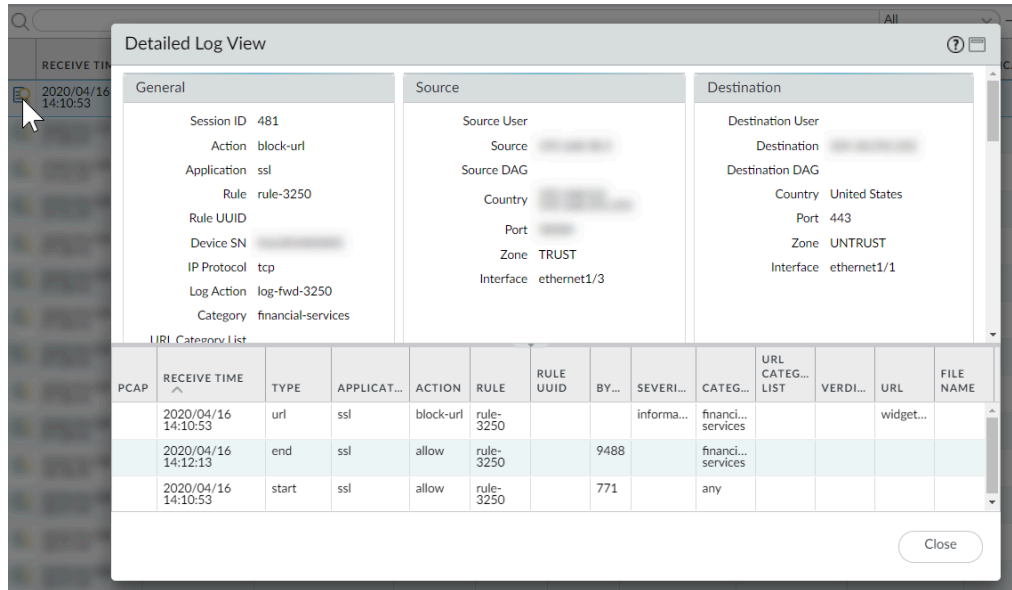 All
RECEIVE TIM
2020/04/16
14:10:53
Detailed Log View
General
Session ID 481
Action block-url
Application ssl
Rule rule-3250
Rule UUID
Device SN
IP Protocol tcp
Log Action log-fwd-3250
Category financial-services
URL Category List
Source
Source User
Source
Source DAG
Country
Port
Zone TRUST
Interface ethernet1/3
Destination
Destination User
Destination
Destination DAG
Country United States
Port 443
Zone UNTRUST
Interface ethernet1/1
PCAP RECEIVE TIME TYPE APPLICAT... ACTION RULE RULE UUID BY... SEVERI... CATEG... URL CATEG... LIST VERDI... URL FILE NAME
2020/04/16 14:10:53 url ssl block-url rule-3250 informa... financi... services widget...
2020/04/16 14:12:13 end ssl allow rule-3250 9488 financi... services
2020/04/16 14:10:53 start ssl allow rule-3250 771 any
Close